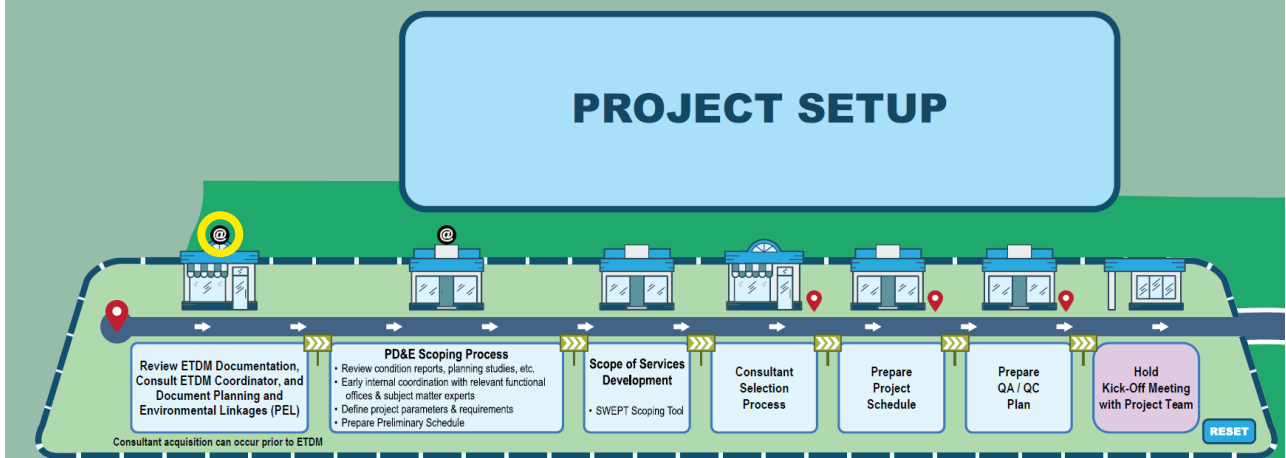 PROJECT SETUP
@
@
Review ETDM Documentation,
Consult ETDM Coordinator, and
Document Planning and
Environmental Linkages (PEL)
PD&E Scoping Process
• Review condition reports, planning studies, etc.
• Early internal coordination with relevant functional
offices & subject matter experts
• Define project parameters & requirements
• Prepare Preliminary Schedule
Scope of Services
Development
• SWEPT Scoping Tool
Consultant
Selection
Process
Prepare
Project
Schedule
Prepare
QA / QC
Plan
Hold
Kick-Off Meeting
with Project Team
Consultant acquisition can occur prior to ETDM
RESET